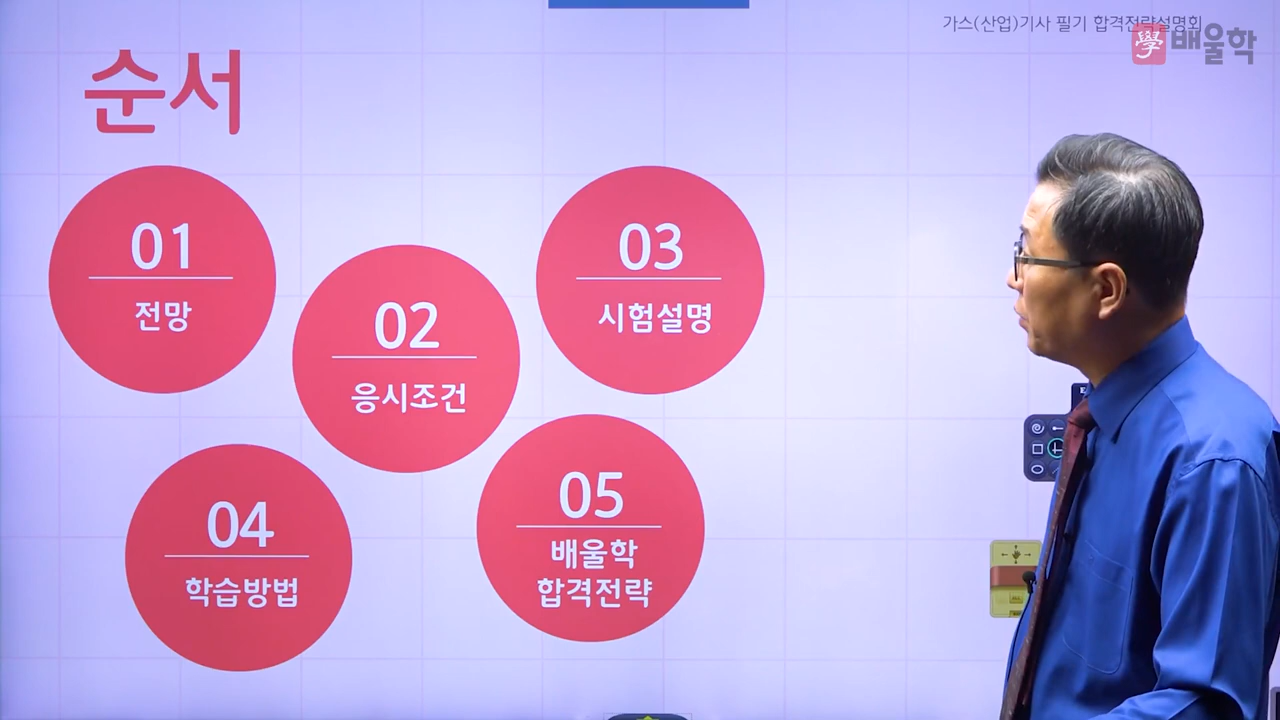 가스(산업)기사 필기 합격전략설명회
學 배울학
순서
01
전망
02
응시조건
03
시험설명
04
학습방법
05
배울학
합격전략